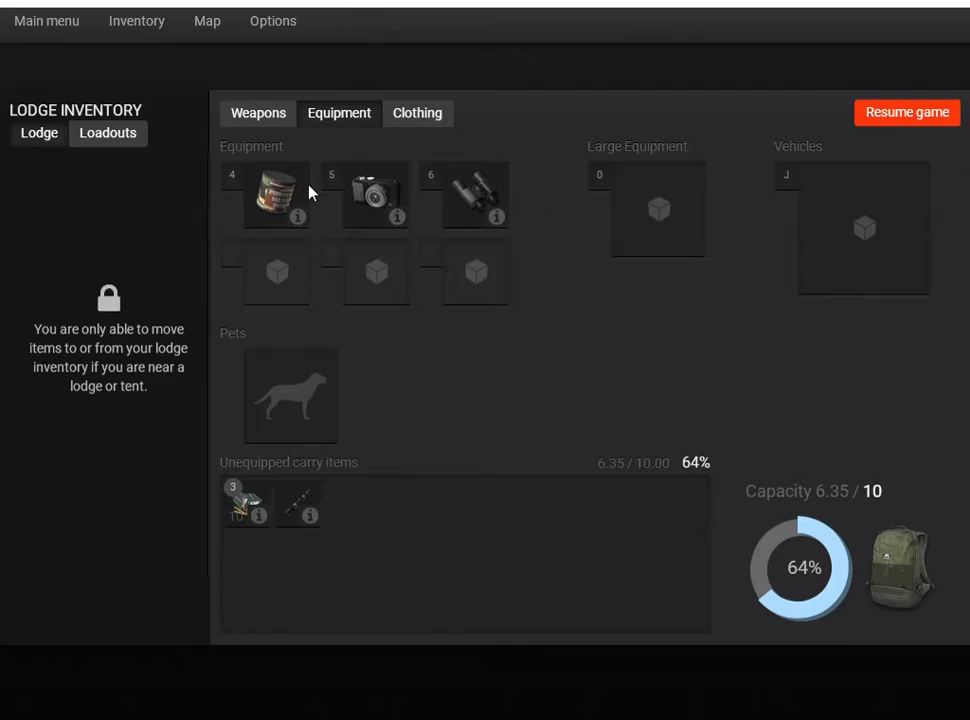 Main menu Inventory Map Options
LODGE INVENTORY
Lodge Loadouts
You are only able to move
items to or from your lodge
inventory if you are near a
lodge or tent.
Weapons Equipment Clothing
Resume game
Equipment Large Equipment Vehicles
4 5 6 0 J
Pets
Unequipped carry items 6.35 / 10.00 64%
3
10
Capacity 6.35 / 10
64%